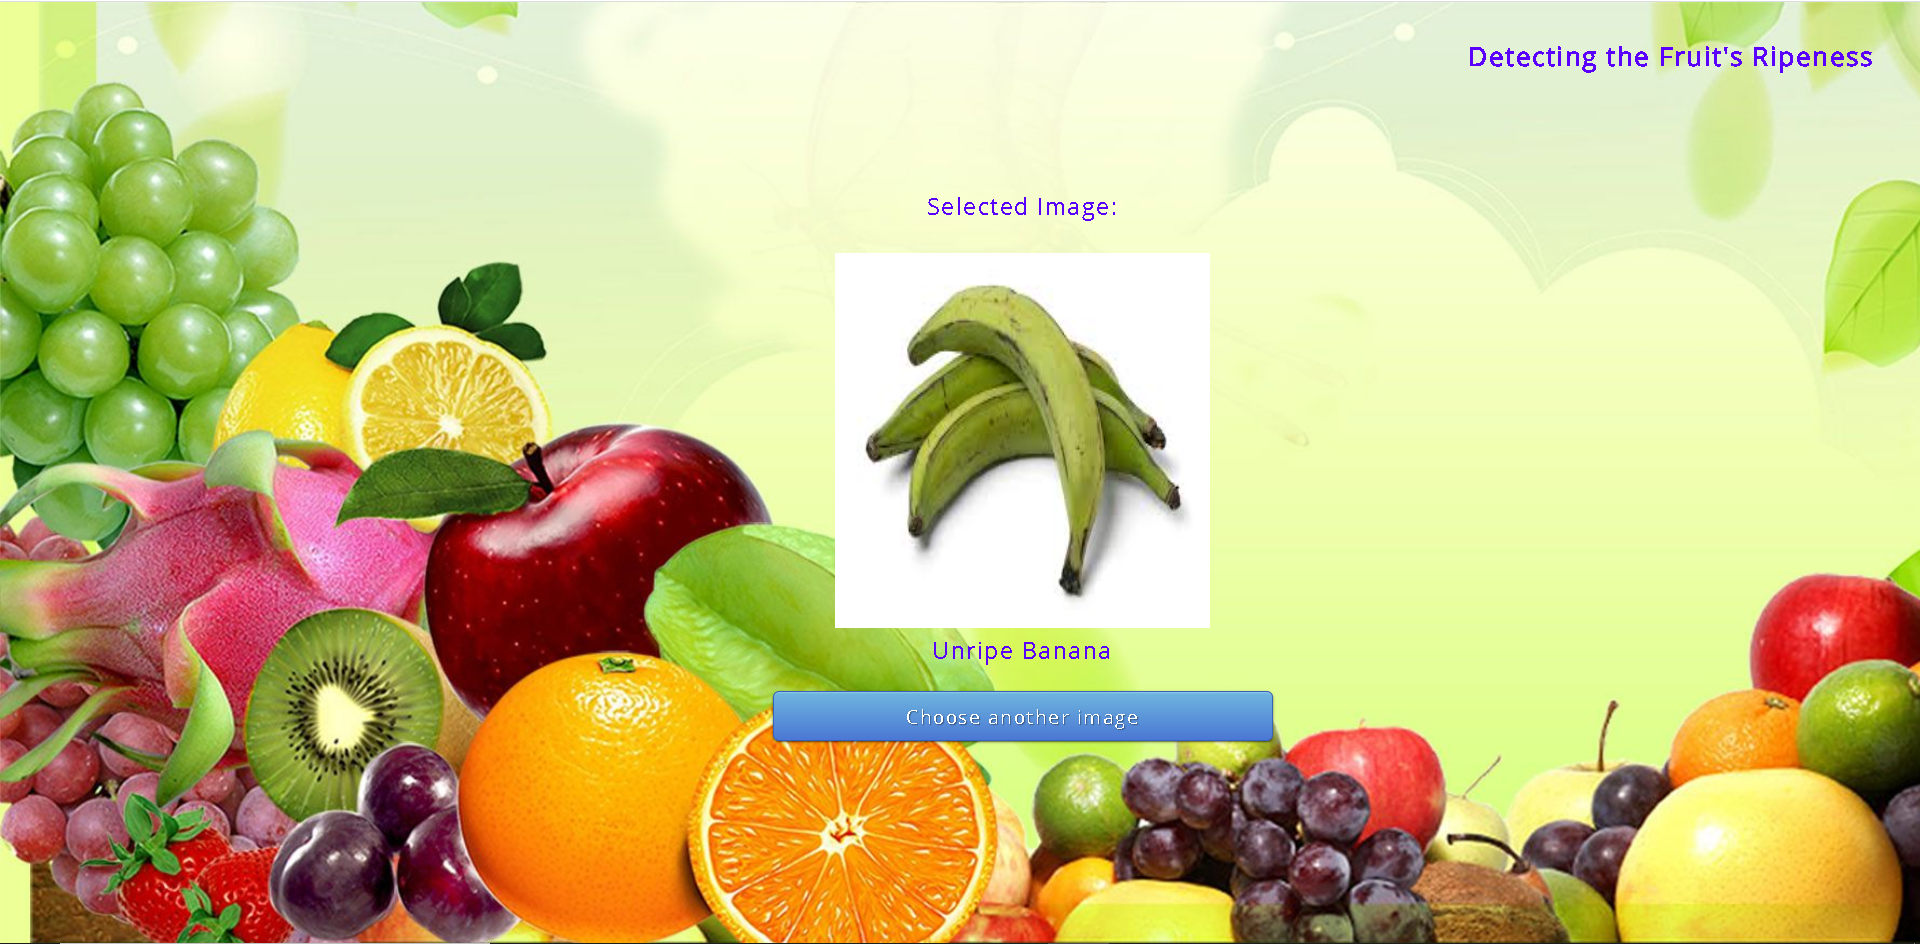 Detecting the Fruit's Ripeness
Selected Image:
Unripe Banana
Choose another image